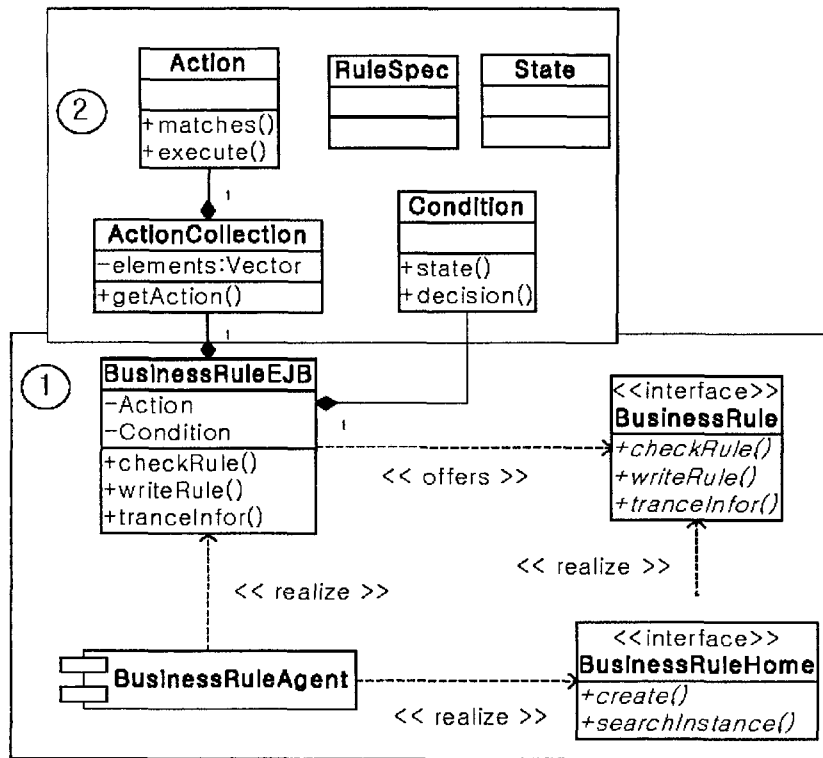 ②
Action
+matches()
+execute()
RuleSpec
State
1
ActionCollection
-elements:Vector
+getAction()
Condition
+state()
+decision()
1
①
BusinessRuleEJB
-Action
-Condition
+checkRule()
+writeRule()
+tranceInfor()
1
<< offers >>
<<interface>>
BusinessRule
+checkRule()
+writeRule()
+tranceInfor()
<< realize >>
<< realize >>
BusinessRuleAgent
<< realize >>
<<interface>>
BusinessRuleHome
+create()
+searchInstance()